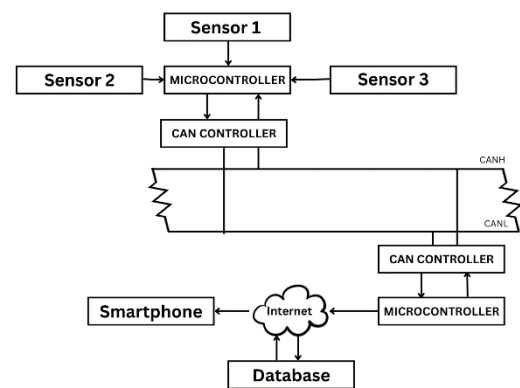 Sensor 1
Sensor 2
MICROCONTROLLER
Sensor 3
CAN CONTROLLER
CANH
CANL
CAN CONTROLLER
Smartphone
Internet
MICROCONTROLLER
Database